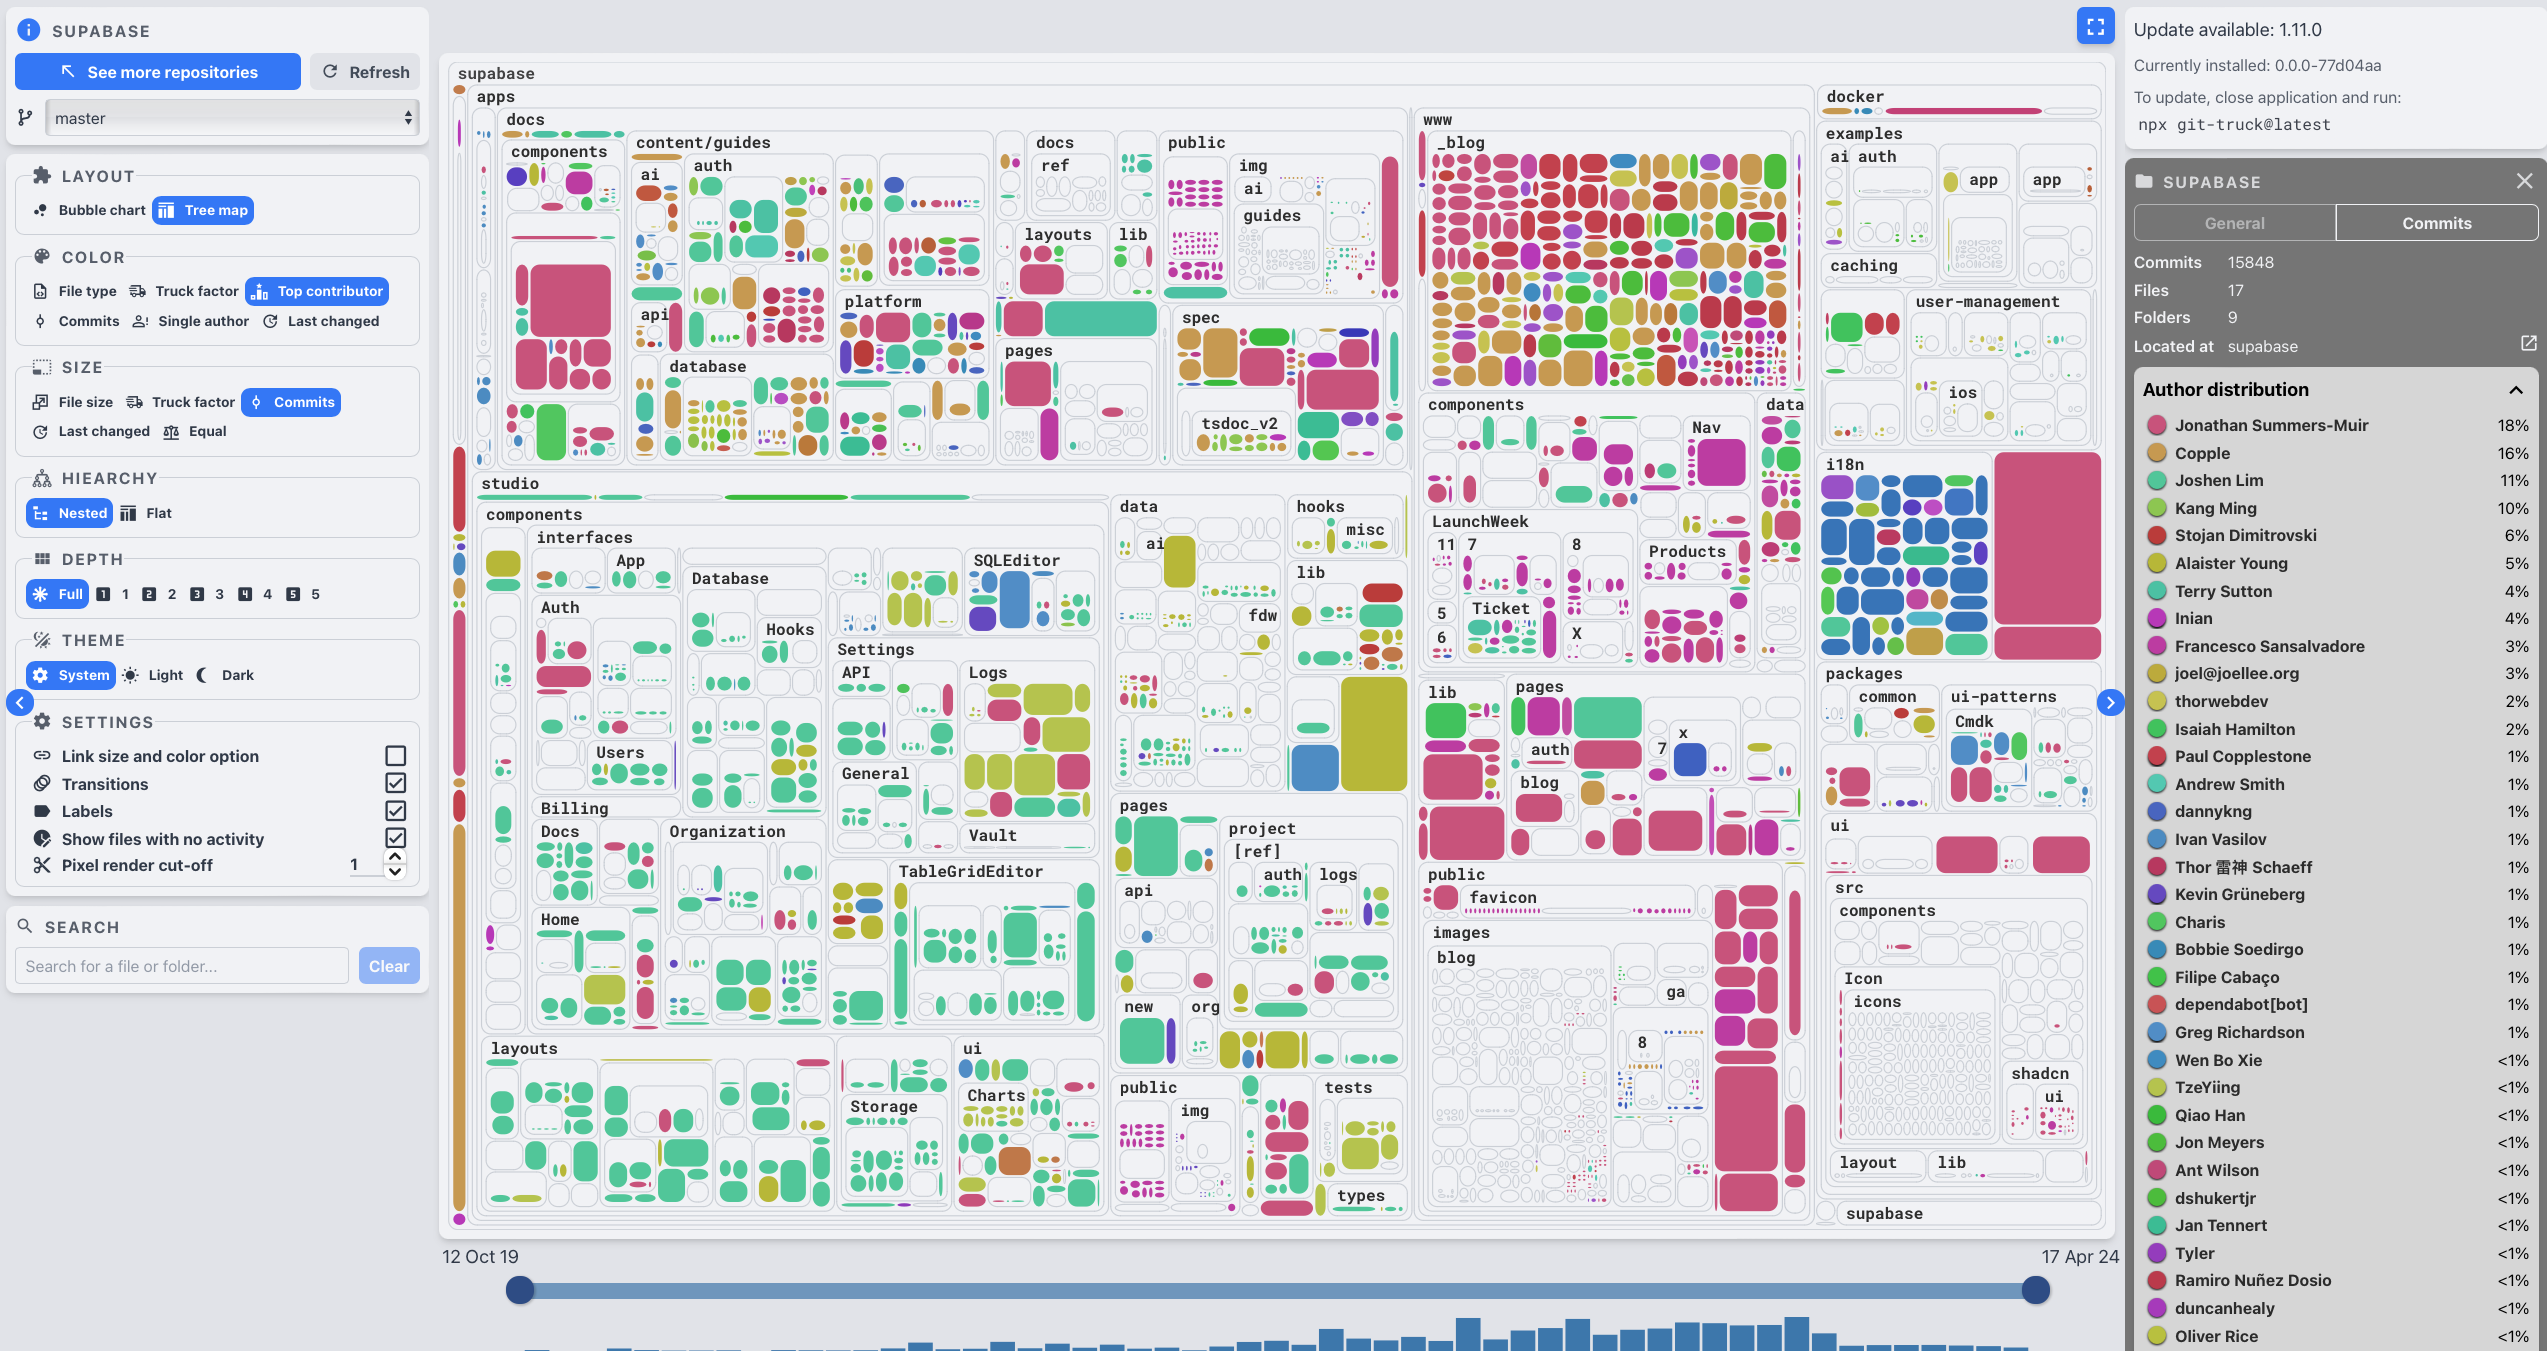 SUPABASE
See more repositories
Refresh
master
LAYOUT
Bubble chart
Tree map
COLOR
File type
Truck factor
Top contributor
Commits
Single author
Last changed
SIZE
File size
Truck factor
Commits
Last changed
Equal
HIEARCHY
Nested
Flat
DEPTH
Full
1 1
2 2
3 3
4 4
5 5
THEME
System
Light
Dark
SETTINGS
Link size and color option
Transitions
Labels
Show files with no activity
Pixel render cut-off
1
SEARCH
Search for a file or folder...
Clear
supabase
apps
docs
components
content/guides
ai
auth
api
platform
database
docs
ref
layouts
lib
pages
public
img
ai
guides
spec
tsdoc_v2
www
_blog
components
Nav
data
LaunchWeek
11
7
8
5
6
Ticket
X
Products
lib
pages
auth
blog
7
x
public
favicon
images
blog
ga
8
studio
components
interfaces
App
Auth
Users
Billing
Database
Hooks
SQLEditor
Settings
API
Logs
General
Vault
Docs
Organization
Home
TableGridEditor
layouts
Storage
ui
Charts
data
ai
fdw
hooks
misc
lib
pages
project
[ref]
auth
logs
api
new
org
public
img
tests
types
docker
examples
ai
auth
app
app
caching
user-management
ios
i18n
packages
common
ui-patterns
Cmdk
ui
src
components
Icon
icons
shadcn
ui
layout
lib
supabase
12 Oct 19
17 Apr 24
Update available: 1.11.0
Currently installed: 0.0.0-77d04aa
To update, close application and run:
npx git-truck@latest
SUPABASE
General
Commits
Commits 15848
Files 17
Folders 9
Located at supabase
Author distribution
Jonathan Summers-Muir 18%
Copple 16%
Joshen Lim 11%
Kang Ming 10%
Stojan Dimitrovski 6%
Alaister Young 5%
Terry Sutton 4%
Inian 4%
Francesco Sansalvadore 3%
joel@joellee.org 3%
thorwebdev 2%
Isaiah Hamilton 2%
Paul Copplestone 1%
Andrew Smith 1%
dannykng 1%
Ivan Vasilov 1%
Thor 雷神 Schaeff 1%
Kevin Grüneberg 1%
Charis 1%
Bobbie Soedirgo 1%
Filipe Cabaço 1%
dependabot[bot] 1%
Greg Richardson 1%
Wen Bo Xie <1%
TzeYiing <1%
Qiao Han <1%
Jon Meyers <1%
Ant Wilson <1%
dshukertjr <1%
Jan Tennert <1%
Tyler <1%
Ramiro Nuñez Dosio <1%
duncanhealy <1%
Oliver Rice <1%